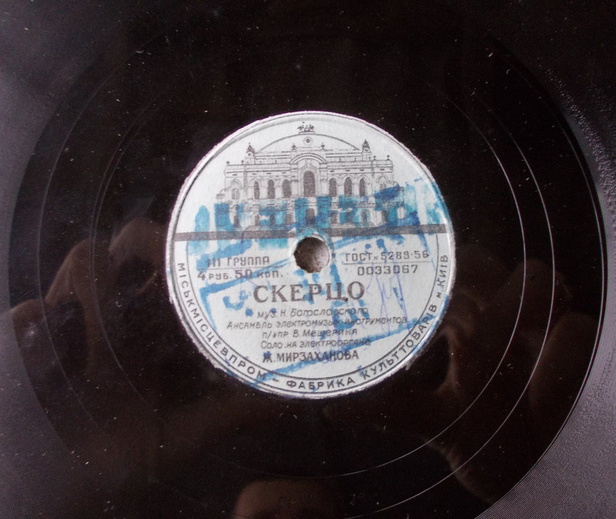 III ГРУППА
4 РУБ. 50 КОП.
ГОСТ 5289-56
0033067
СКЕРЦО
муз. Н. Богословского
Ансамбль электромузыкальных инструментов
п/упр. В. Мещерина
Соло на электрооргане
Ж. МИРЗАХАНОВА
МІСЬКМІСЦЕВПРОМ – ФАБРИКА КУЛЬТТОВАРІВ м. КИЇВ